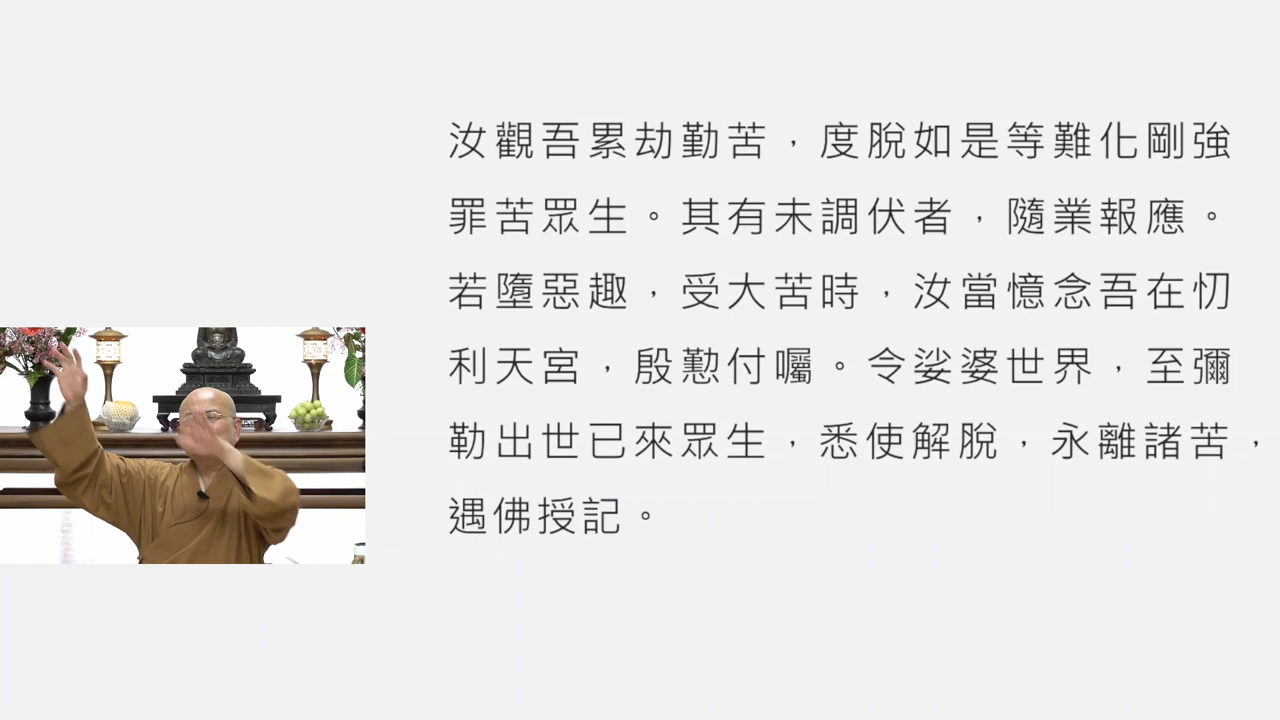 汝觀吾累劫勤苦，度脫如是等難化剛強
罪苦眾生。其有未調伏者，隨業報應。
若墮惡趣，受大苦時，汝當憶念吾在忉
利天宮，殷懃付囑。令娑婆世界，至彌
勒出世已來眾生，悉使解脫，永離諸苦，
遇佛授記。